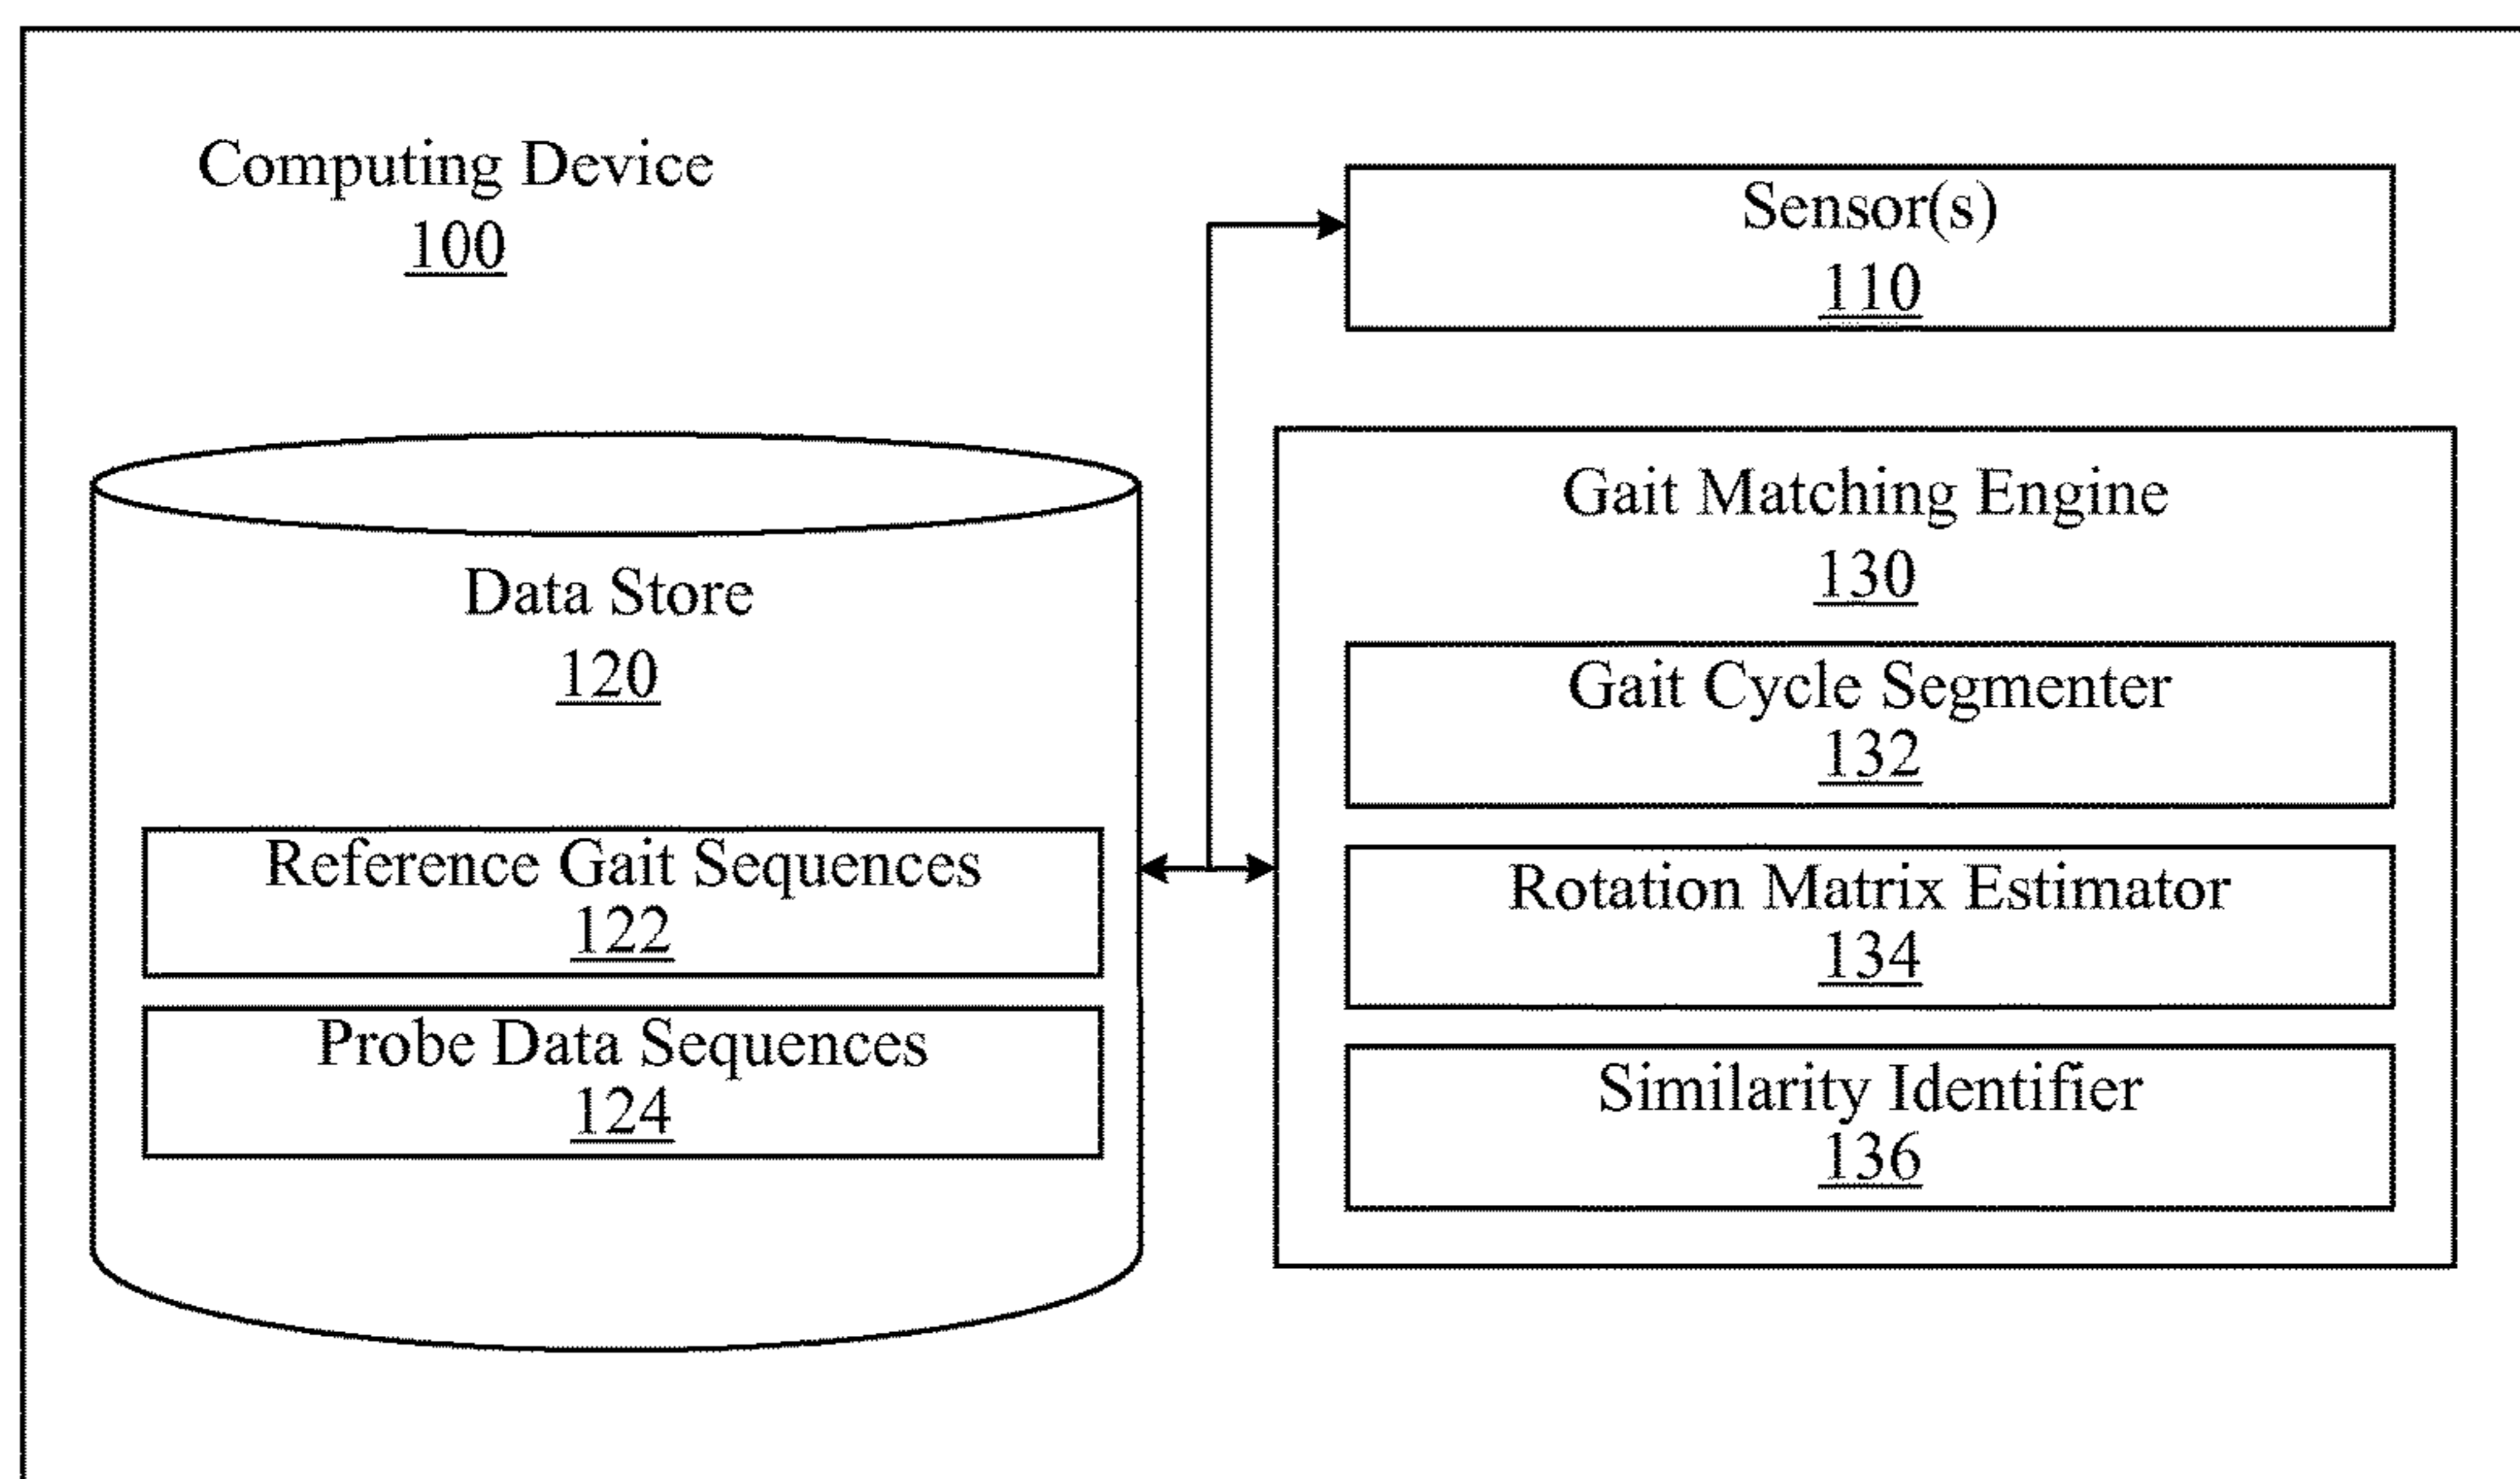 Computing Device
100
Sensor(s)
110
Data Store
120
Reference Gait Sequences
122
Probe Data Sequences
124
Gait Matching Engine
130
Gait Cycle Segmenter
132
Rotation Matrix Estimator
134
Similarity Identifier
136